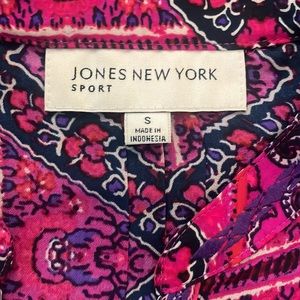 JONES NEW YORK
SPORT
S
MADE IN
INDONESIA